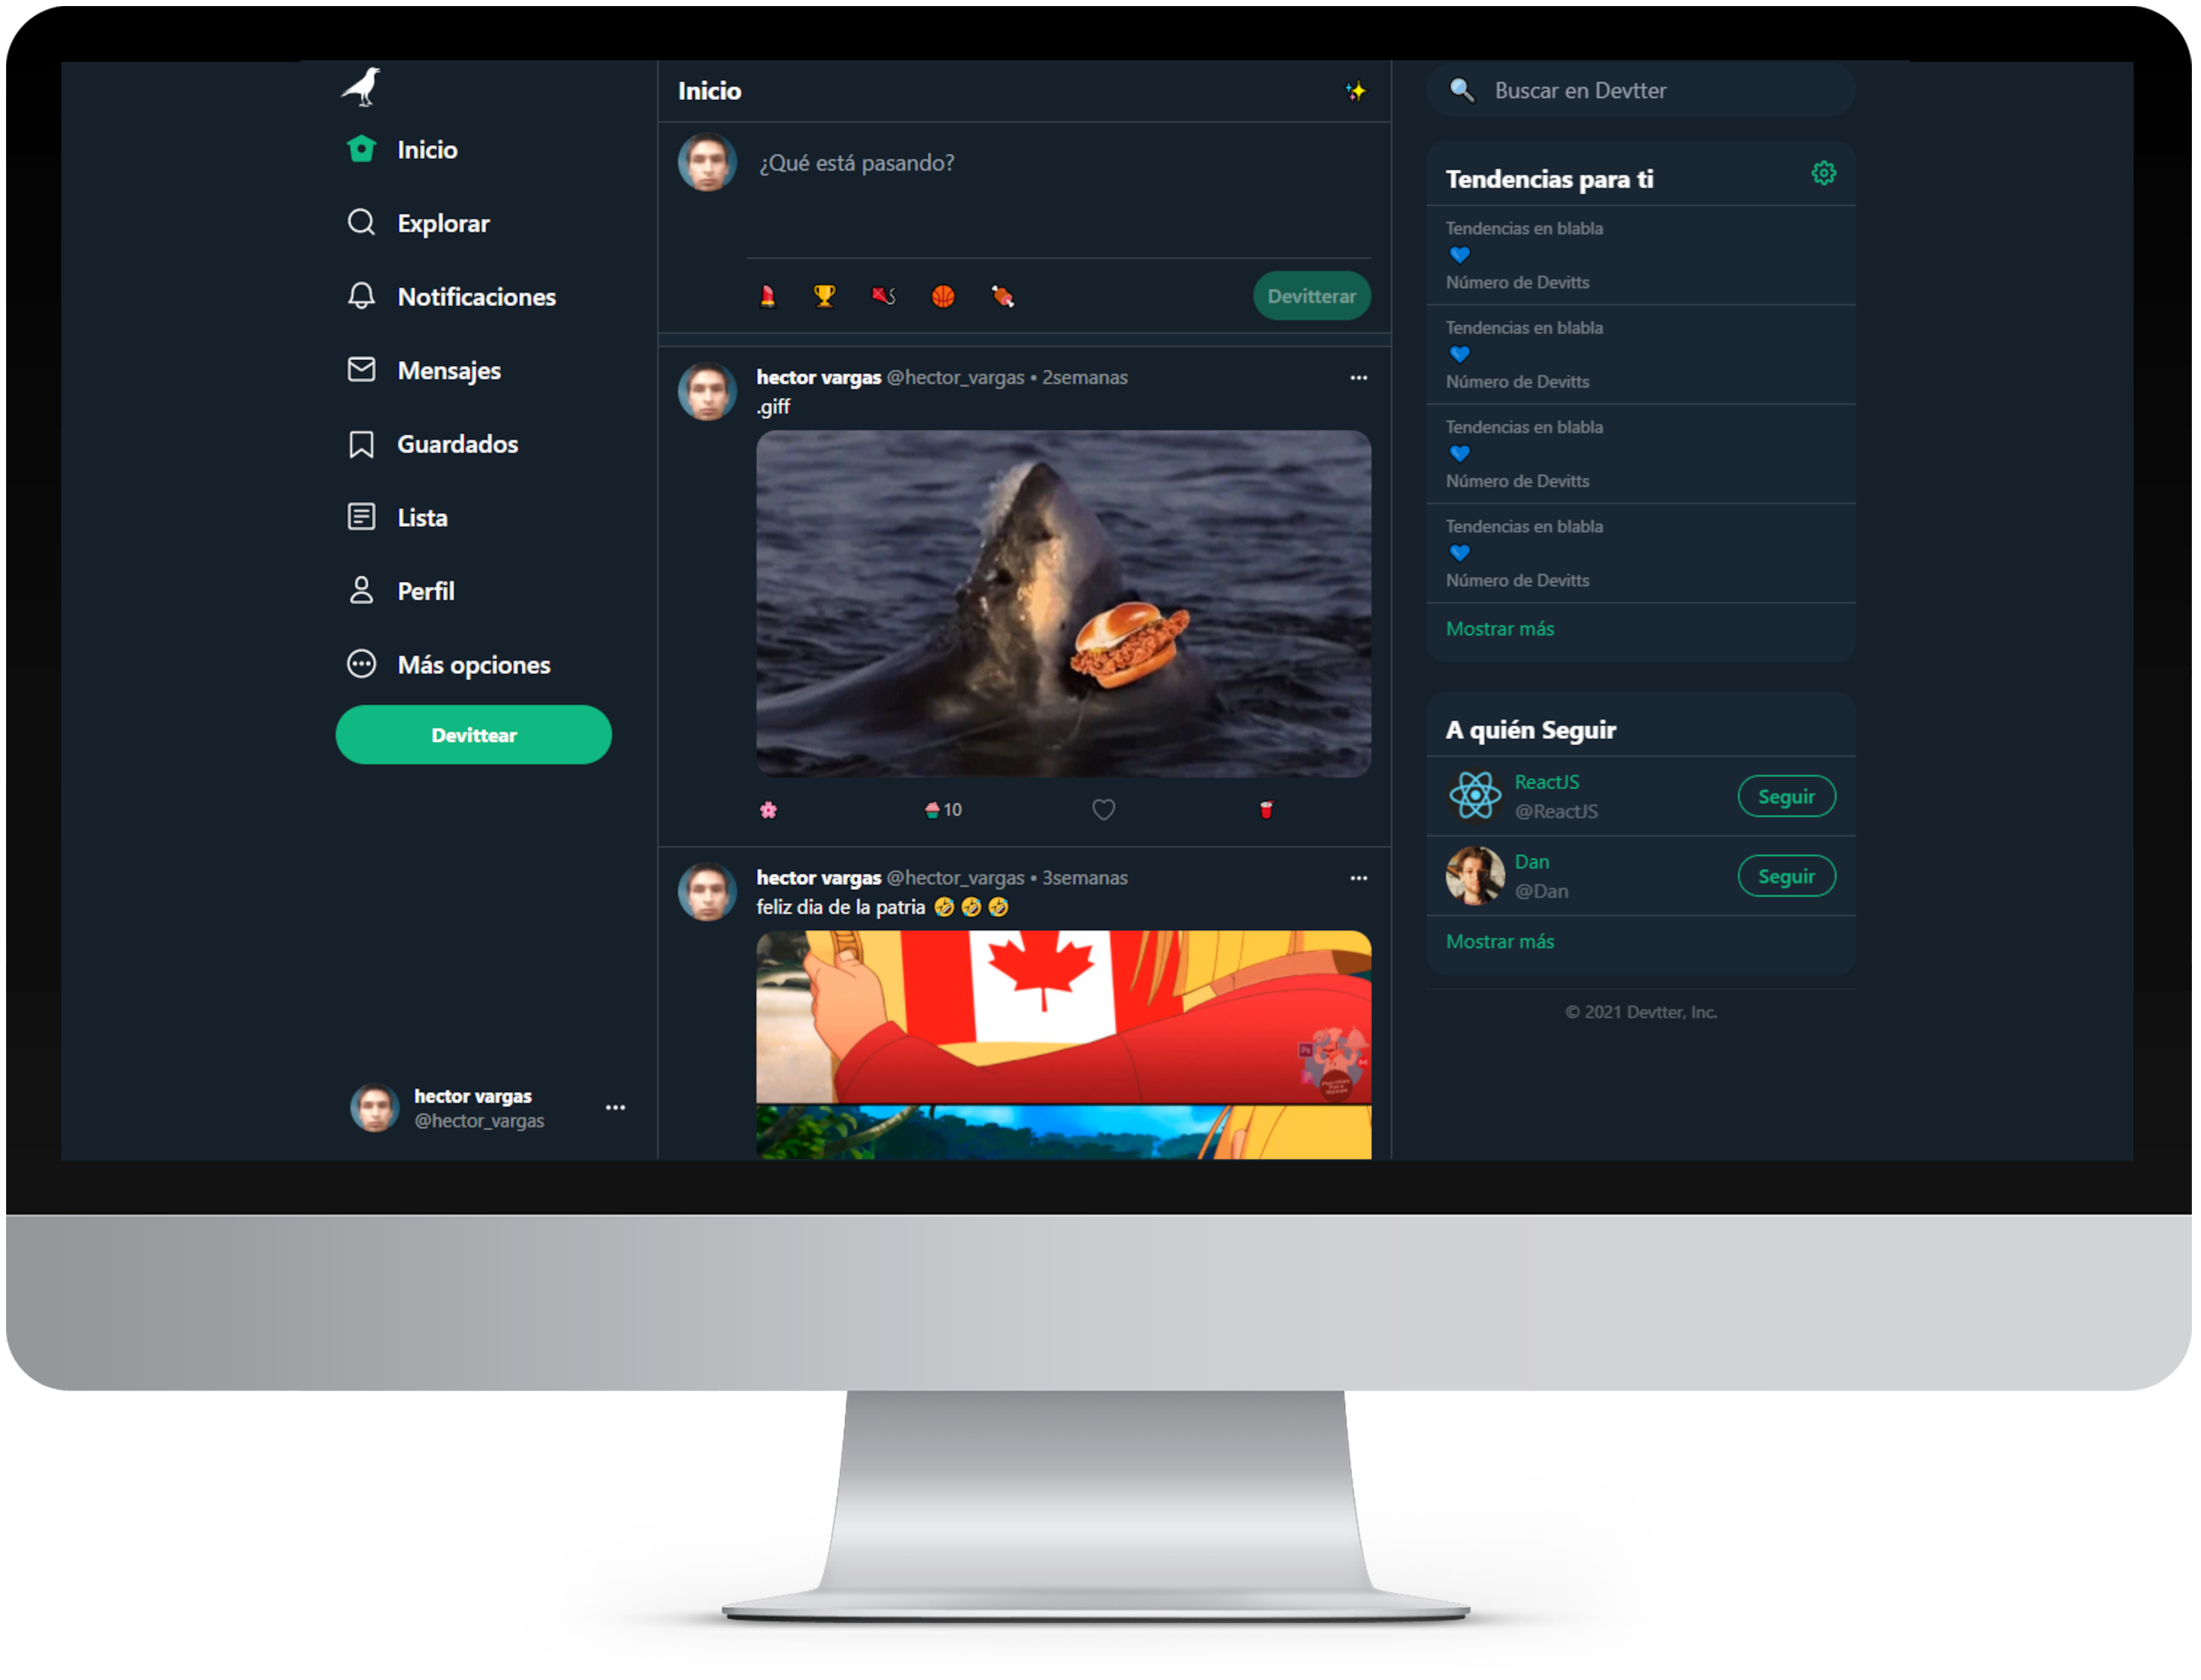 Inicio
Explorar
Notificaciones
Mensajes
Guardados
Lista
Perfil
Más opciones
Devittear
hector vargas
@hector_vargas
Inicio
¿Qué está pasando?
Devitterar
hector vargas @hector_vargas • 2semanas
.giff
10
hector vargas @hector_vargas • 3semanas
feliz dia de la patria 🤣🤣🤣
Buscar en Devtter
Tendencias para ti
Tendencias en blabla
💙
Número de Devitts
Tendencias en blabla
💙
Número de Devitts
Tendencias en blabla
💙
Número de Devitts
Tendencias en blabla
💙
Número de Devitts
Mostrar más
A quién Seguir
ReactJS
@ReactJS
Seguir
Dan
@Dan
Seguir
Mostrar más
© 2021 Devtter, Inc.